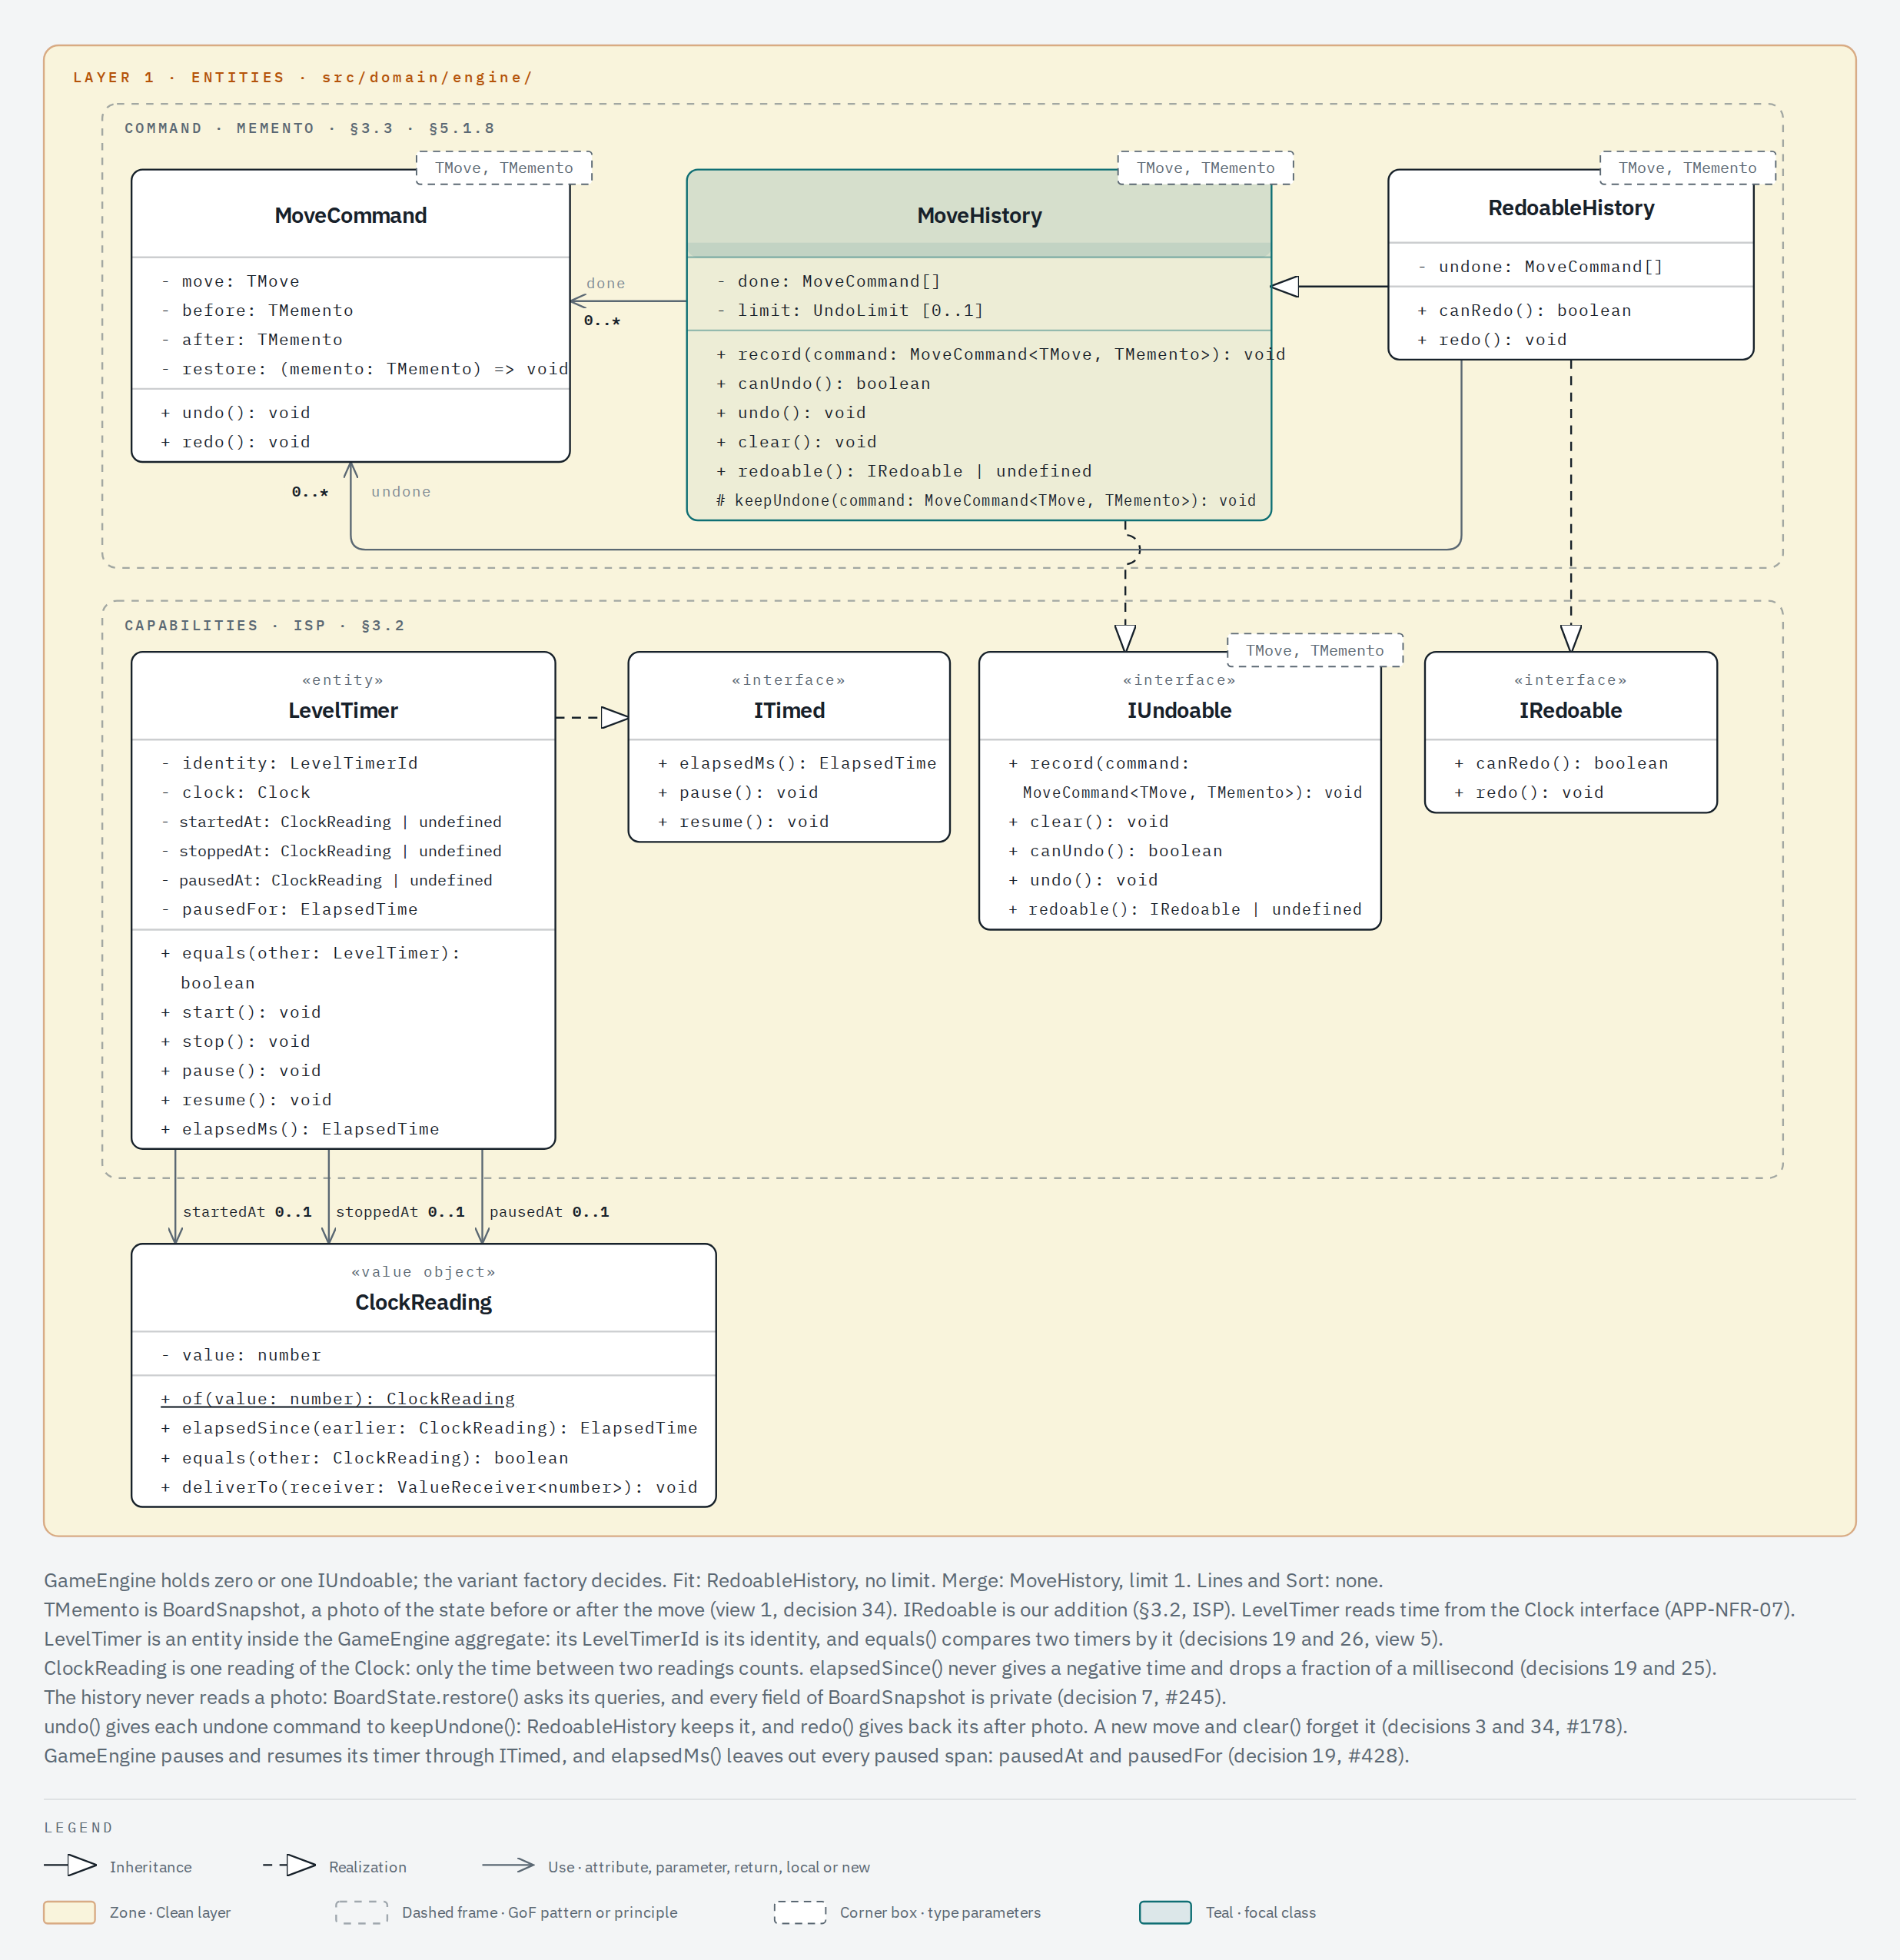 LAYER 1 · ENTITIES · src/domain/engine/
COMMAND · MEMENTO · §3.3 · §5.1.8
TMove, TMemento
MoveCommand
- move: TMove
- before: TMemento
- after: TMemento
- restore: (memento: TMemento) => void
+ undo(): void
+ redo(): void
done
0..*
TMove, TMemento
MoveHistory
- done: MoveCommand[]
- limit: UndoLimit [0..1]
+ record(command: MoveCommand<TMove, TMemento>): void
+ canUndo(): boolean
+ undo(): void
+ clear(): void
+ redoable(): IRedoable | undefined
# keepUndone(command: MoveCommand<TMove, TMemento>): void
TMove, TMemento
RedoableHistory
- undone: MoveCommand[]
+ canRedo(): boolean
+ redo(): void
0..*
undone
CAPABILITIES · ISP · §3.2
«entity»
LevelTimer
- identity: LevelTimerId
- clock: Clock
- startedAt: ClockReading | undefined
- stoppedAt: ClockReading | undefined
- pausedAt: ClockReading | undefined
- pausedFor: ElapsedTime
+ equals(other: LevelTimer):
boolean
+ start(): void
+ stop(): void
+ pause(): void
+ resume(): void
+ elapsedMs(): ElapsedTime
«interface»
ITimed
+ elapsedMs(): ElapsedTime
+ pause(): void
+ resume(): void
TMove, TMemento
«interface»
IUndoable
+ record(command:
MoveCommand<TMove, TMemento>): void
+ clear(): void
+ canUndo(): boolean
+ undo(): void
+ redoable(): IRedoable | undefined
«interface»
IRedoable
+ canRedo(): boolean
+ redo(): void
startedAt 0..1
stoppedAt 0..1
pausedAt 0..1
«value object»
ClockReading
- value: number
+ of(value: number): ClockReading
+ elapsedSince(earlier: ClockReading): ElapsedTime
+ equals(other: ClockReading): boolean
+ deliverTo(receiver: ValueReceiver<number>): void
GameEngine holds zero or one IUndoable; the variant factory decides. Fit: RedoableHistory, no limit. Merge: MoveHistory, limit 1. Lines and Sort: none.
TMemento is BoardSnapshot, a photo of the state before or after the move (view 1, decision 34). IRedoable is our addition (§3.2, ISP). LevelTimer reads time from the Clock interface (APP-NFR-07).
LevelTimer is an entity inside the GameEngine aggregate: its LevelTimerId is its identity, and equals() compares two timers by it (decisions 19 and 26, view 5).
ClockReading is one reading of the Clock: only the time between two readings counts. elapsedSince() never gives a negative time and drops a fraction of a millisecond (decisions 19 and 25).
The history never reads a photo: BoardState.restore() asks its queries, and every field of BoardSnapshot is private (decision 7, #245).
undo() gives each undone command to keepUndone(): RedoableHistory keeps it, and redo() gives back its after photo. A new move and clear() forget it (decisions 3 and 34, #178).
GameEngine pauses and resumes its timer through ITimed, and elapsedMs() leaves out every paused span: pausedAt and pausedFor (decision 19, #428).
LEGEND
Inheritance
Realization
Use · attribute, parameter, return, local or new
Zone · Clean layer
Dashed frame · GoF pattern or principle
Corner box · type parameters
Teal · focal class